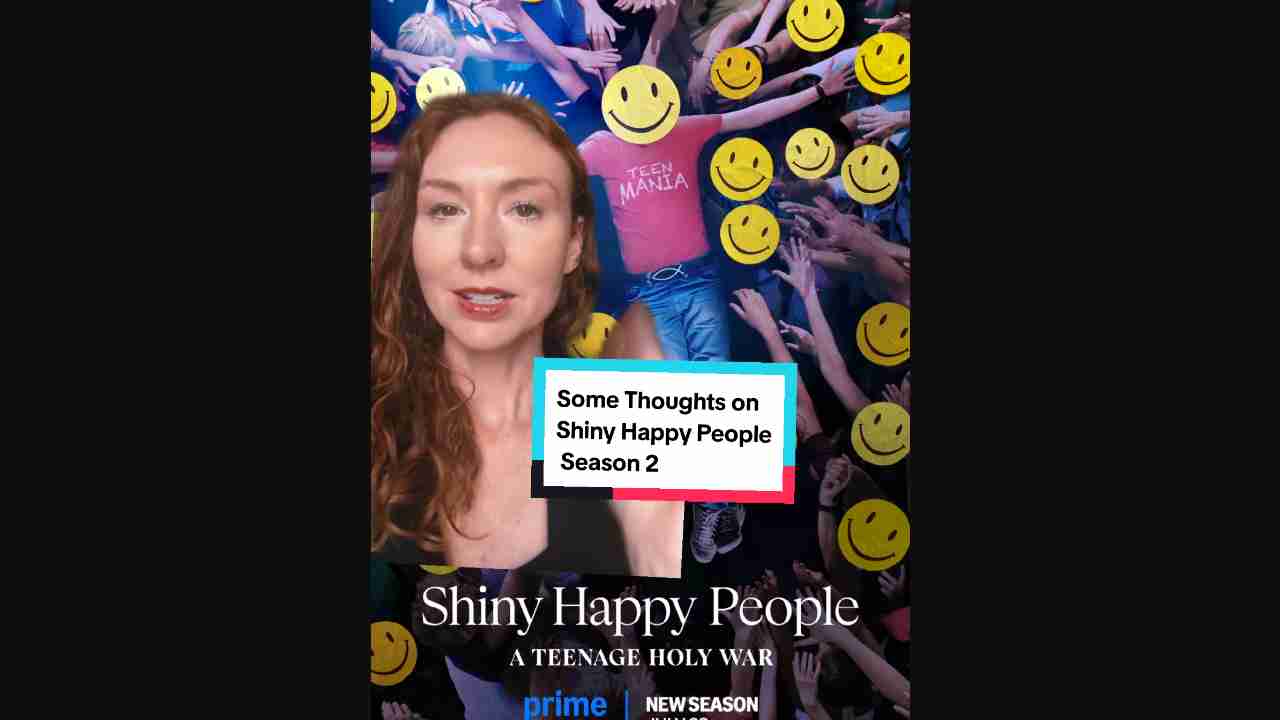 TEEN
MANIA
Some Thoughts on
Shiny Happy People
Season 2
Shiny Happy People
A TEENAGE HOLY WAR
prime | NEW SEASON